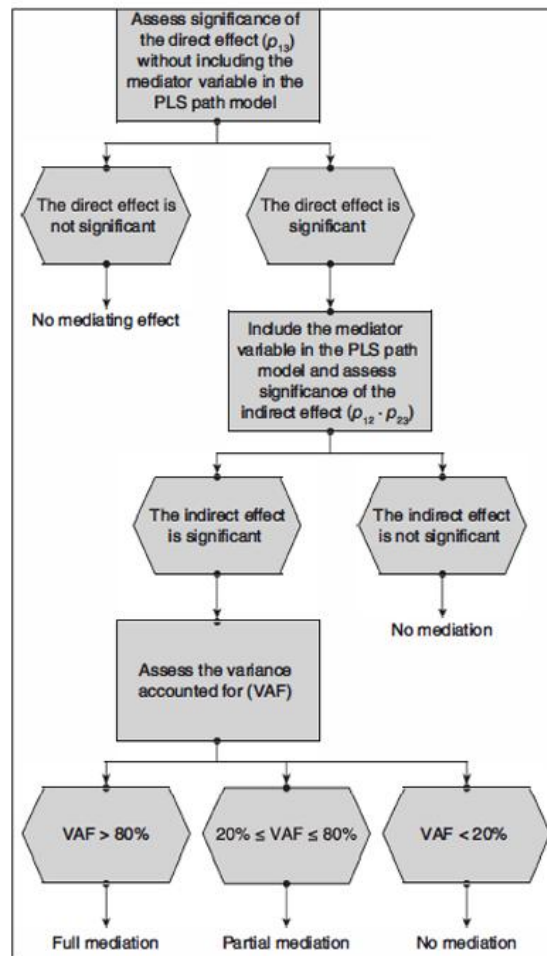 Assess significance of
the direct effect (p₁₃)
without including the
mediator variable in the
PLS path model
The direct effect is
not significant
The direct effect is
significant
No mediating effect
Include the mediator
variable in the PLS path
model and assess
significance of the
indirect effect (p₁₂ · p₂₃)
The indirect effect
is significant
The indirect effect
is not significant
No mediation
Assess the variance
accounted for (VAF)
VAF > 80%
20% ≤ VAF ≤ 80%
VAF < 20%
Full mediation
Partial mediation
No mediation